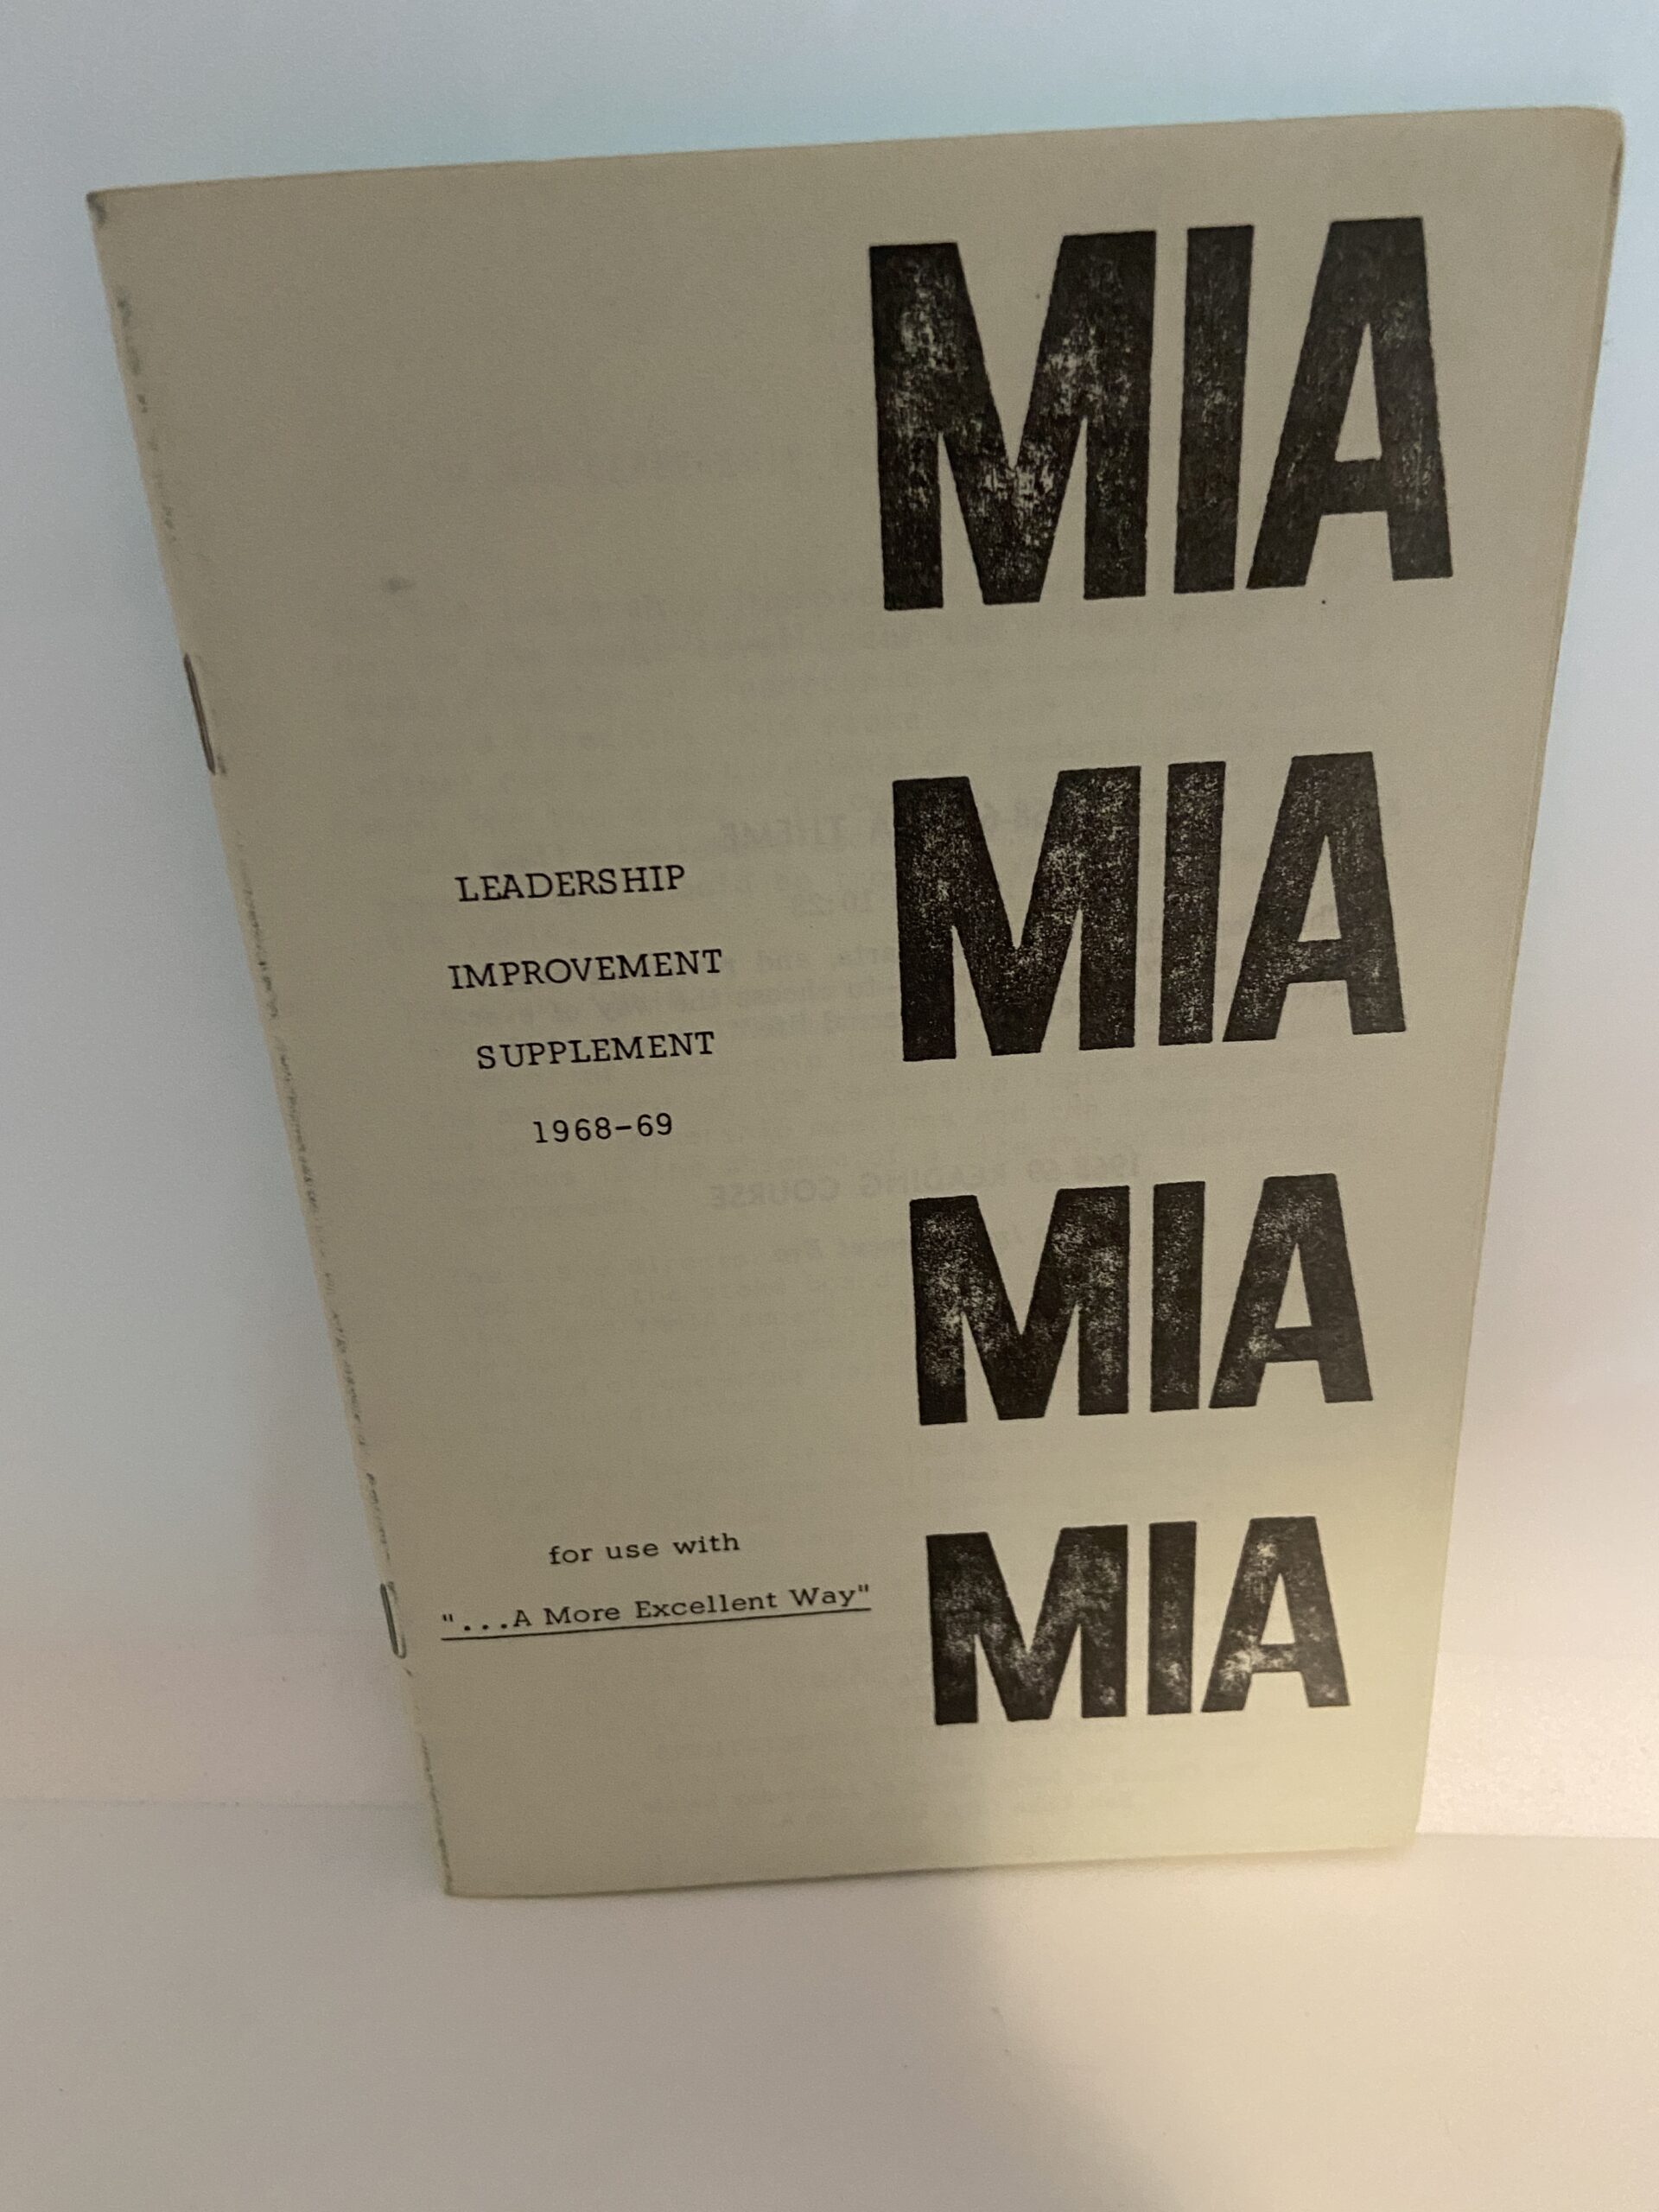 MIA
MIA
LEADERSHIP
IMPROVEMENT
SUPPLEMENT
1968-69
MIA
for use with
"...A More Excellent Way"
MIA